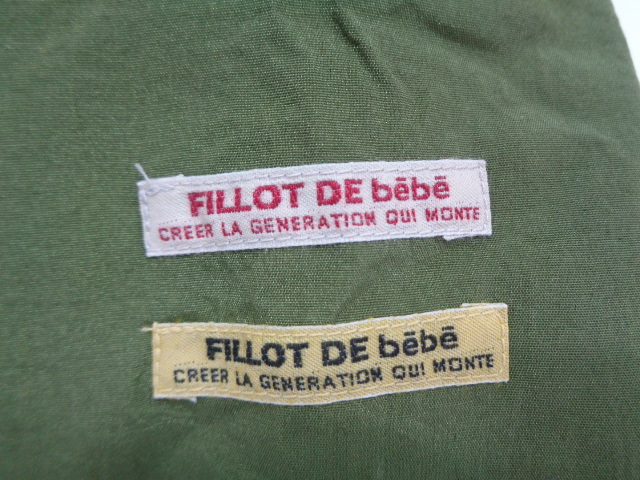 FILLOT DE bēbē
CREER LA GENERATION QUI MONTE
FILLOT DE bēbē
CREER LA GENERATION QUI MONTE